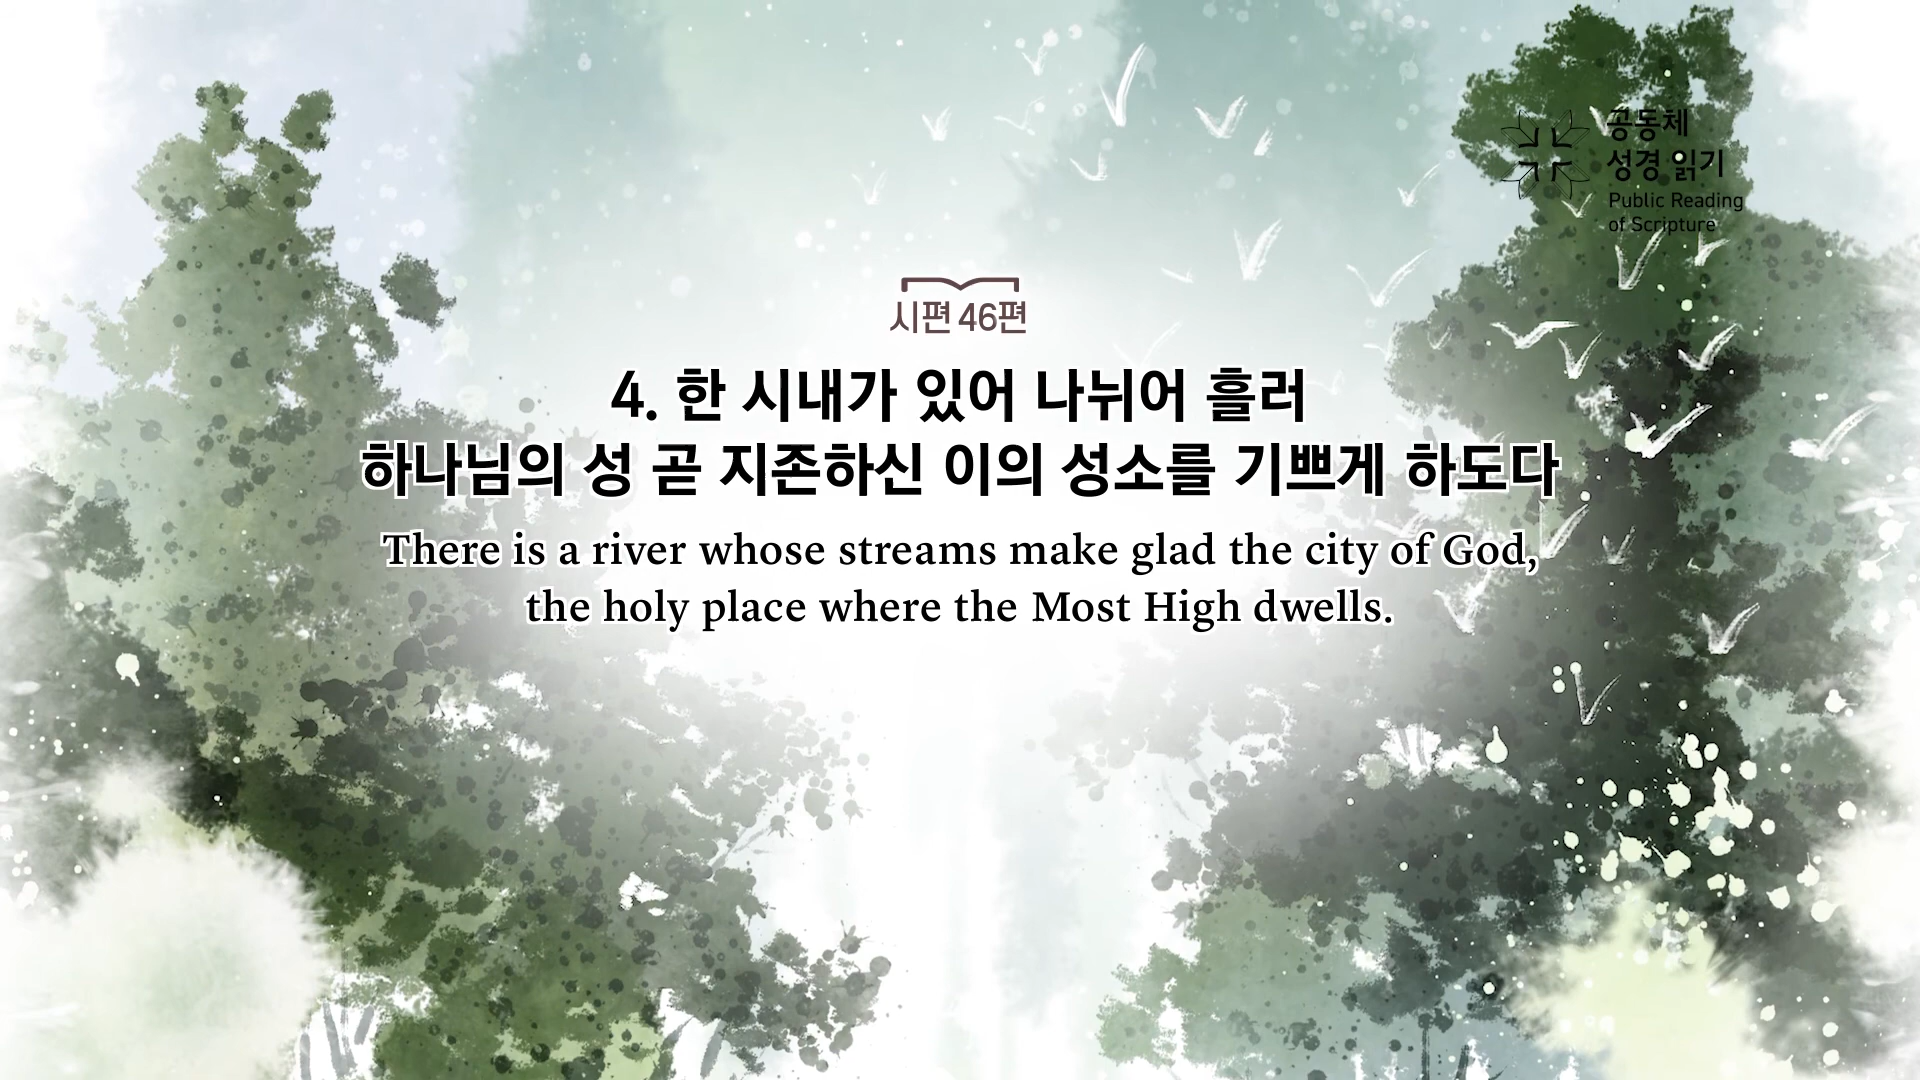 공동체
성경 읽기
Public Reading
of Scripture
시편 46편
4. 한 시내가 있어 나뉘어 흘러
하나님의 성 곧 지존하신 이의 성소를 기쁘게 하도다
There is a river whose streams make glad the city of God,
the holy place where the Most High dwells.